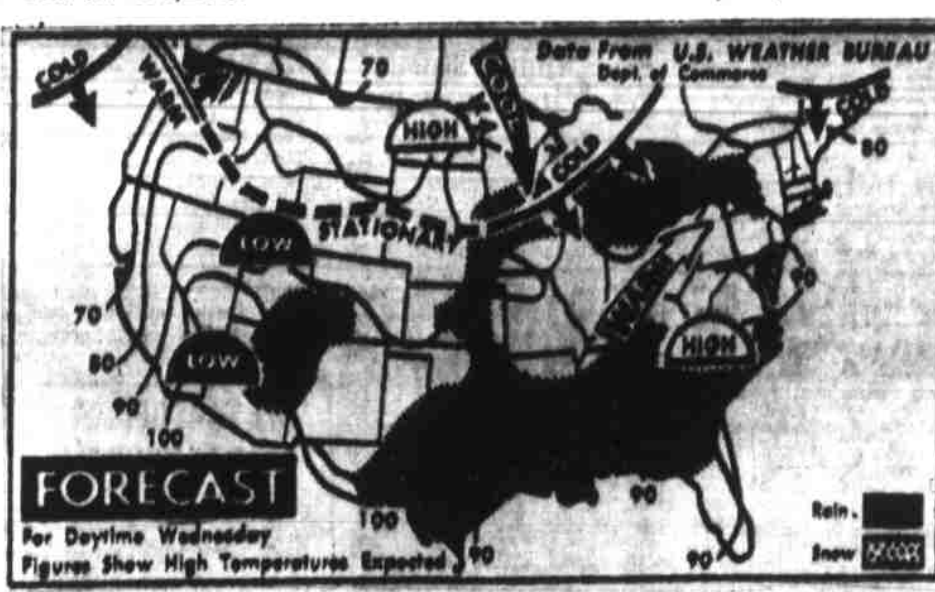 Data From U.S. WEATHER BUREAU
Dept. of Commerce
COLD
WARM
70
HIGH
COOL
COLD
COLD
80
STATIONARY
LOW
WARM
90
70
LOW
HIGH
80
90
100
FORECAST
For Daytime Wednesday
Figures Show High Temperatures Expected
100
90
90
90
Rain
Snow